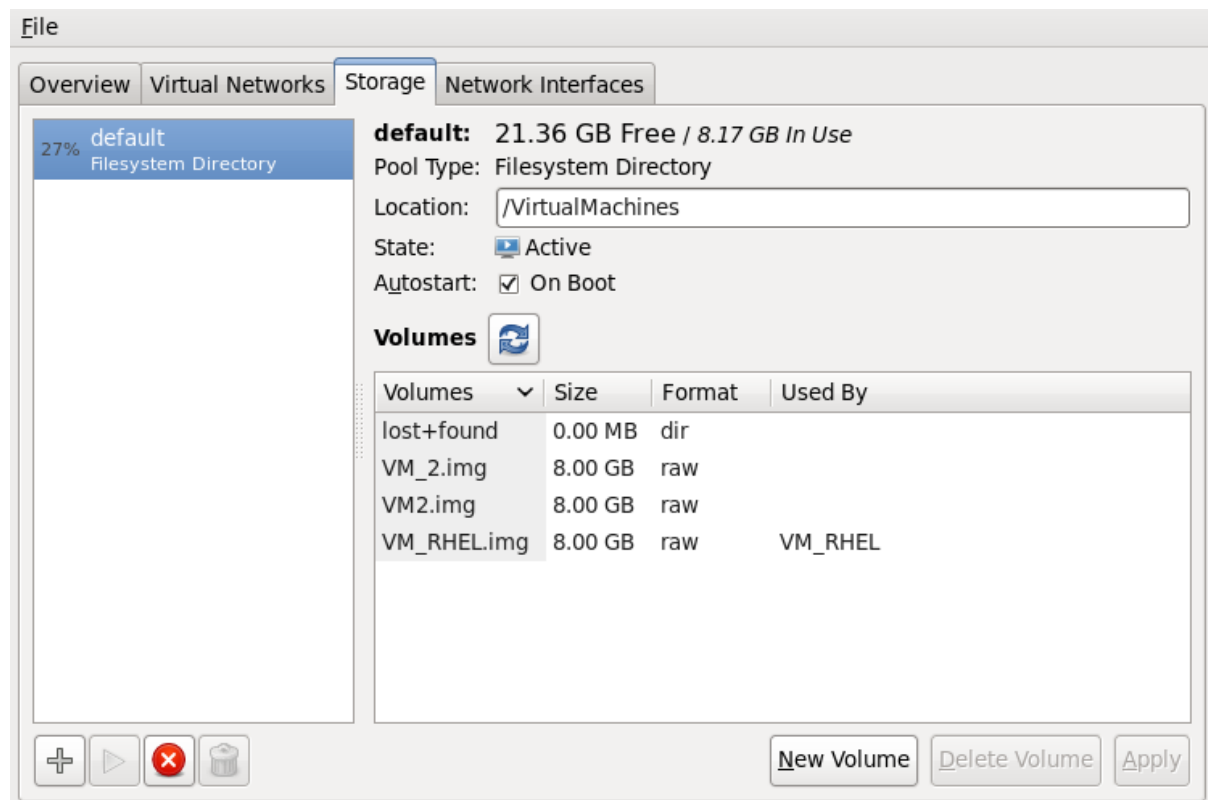 File
Overview Virtual Networks Storage Network Interfaces
27% default
Filesystem Directory
default: 21.36 GB Free / 8.17 GB In Use
Pool Type: Filesystem Directory
Location: /VirtualMachines
State: Active
Autostart: On Boot
Volumes
Volumes Size Format Used By
lost+found 0.00 MB dir
VM_2.img 8.00 GB raw
VM2.img 8.00 GB raw
VM_RHEL.img 8.00 GB raw VM_RHEL
New Volume Delete Volume Apply